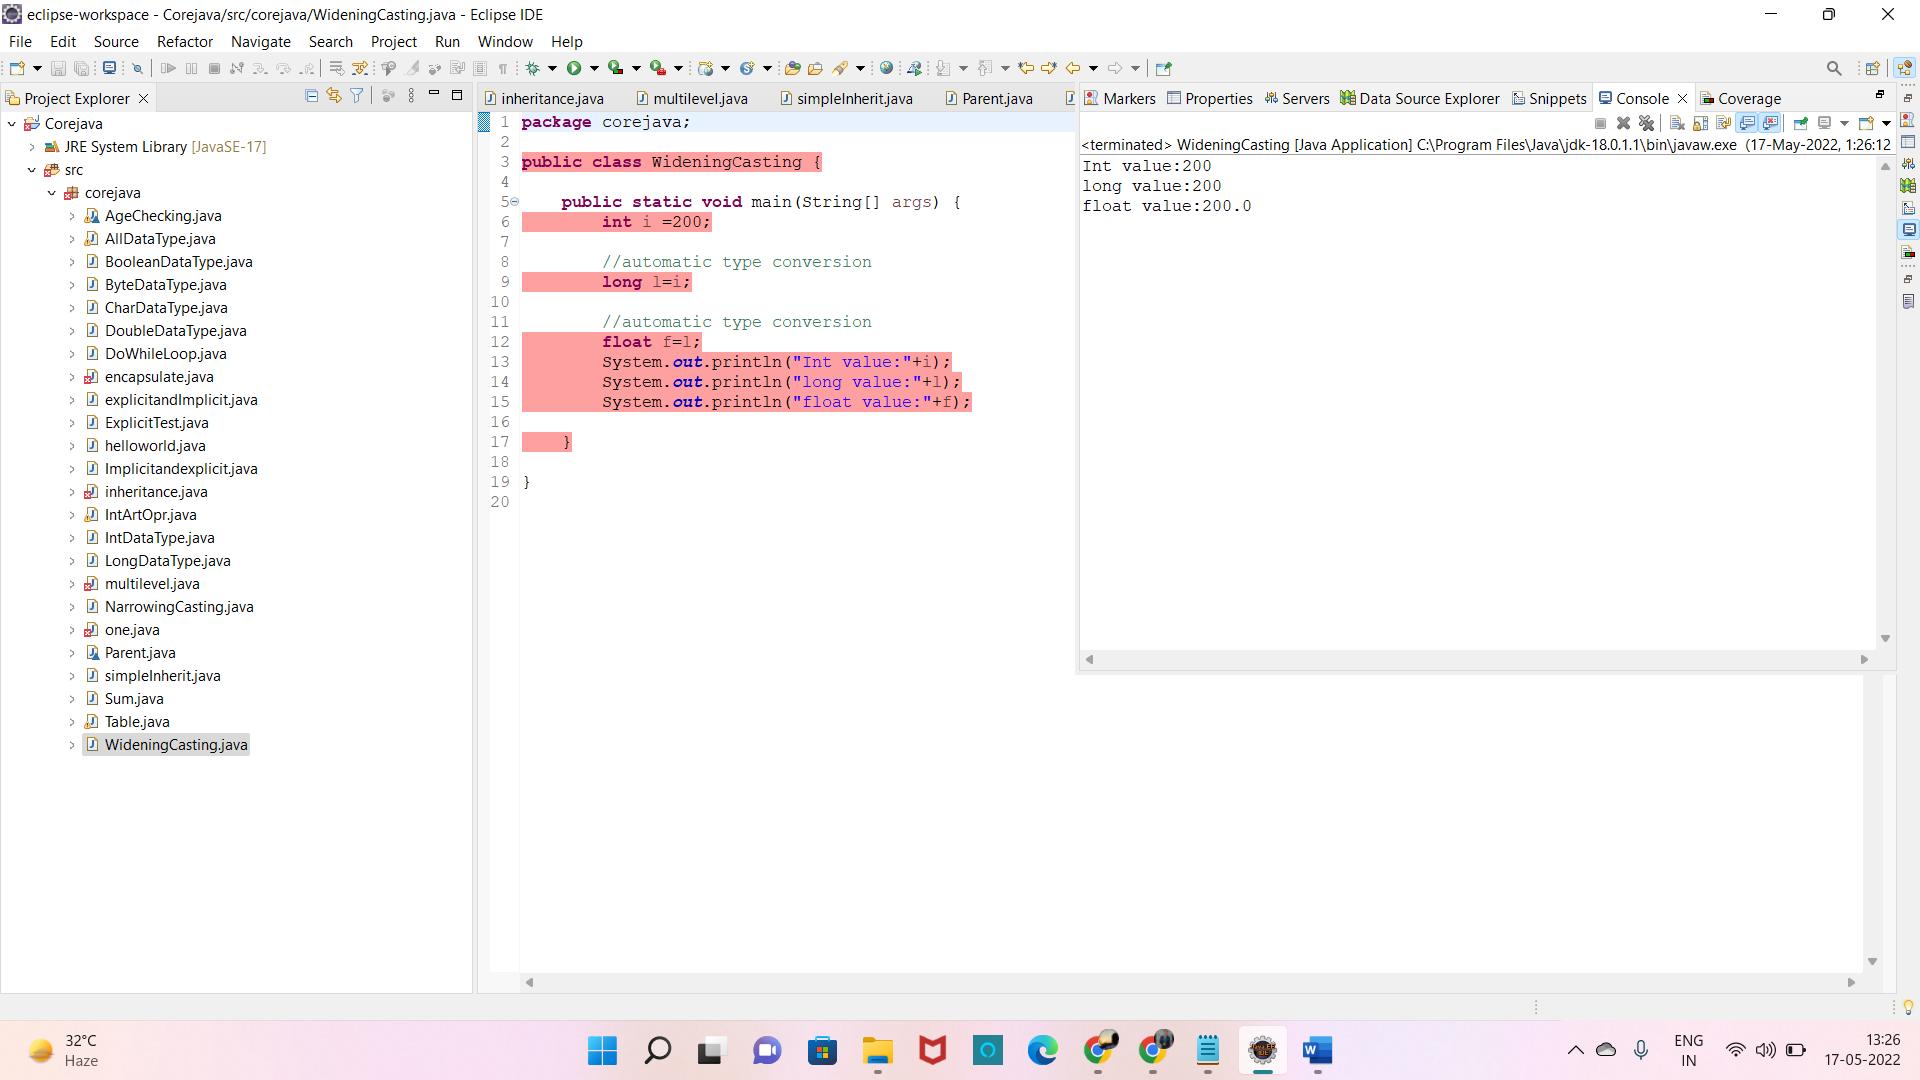 eclipse-workspace - Corejava/src/corejava/WideningCasting.java - Eclipse IDE
File Edit Source Refactor Navigate Search Project Run Window Help
Project Explorer
Corejava
JRE System Library [JavaSE-17]
src
corejava
AgeChecking.java
AllDataType.java
BooleanDataType.java
ByteDataType.java
CharDataType.java
DoubleDataType.java
DoWhileLoop.java
encapsulate.java
explicitandImplicit.java
ExplicitTest.java
helloworld.java
Implicitandexplicit.java
inheritance.java
IntArtOpr.java
IntDataType.java
LongDataType.java
multilevel.java
NarrowingCasting.java
one.java
Parent.java
simpleInherit.java
Sum.java
Table.java
WideningCasting.java
inheritance.java multilevel.java simpleInherit.java Parent.java
1 package corejava;
2
3 public class WideningCasting {
4
5 public static void main(String[] args) {
6 int i =200;
7
8 //automatic type conversion
9 long l=i;
10
11 //automatic type conversion
12 float f=l;
13 System.out.println("Int value:"+i);
14 System.out.println("long value:"+l);
15 System.out.println("float value:"+f);
16
17 }
18
19 }
20
Markers Properties Servers Data Source Explorer Snippets Console Coverage
<terminated> WideningCasting [Java Application] C:\Program Files\Java\jdk-18.0.1.1\bin\javaw.exe (17-May-2022, 1:26:12
Int value:200
long value:200
float value:200.0
32°C
Haze
ENG
IN
13:26
17-05-2022